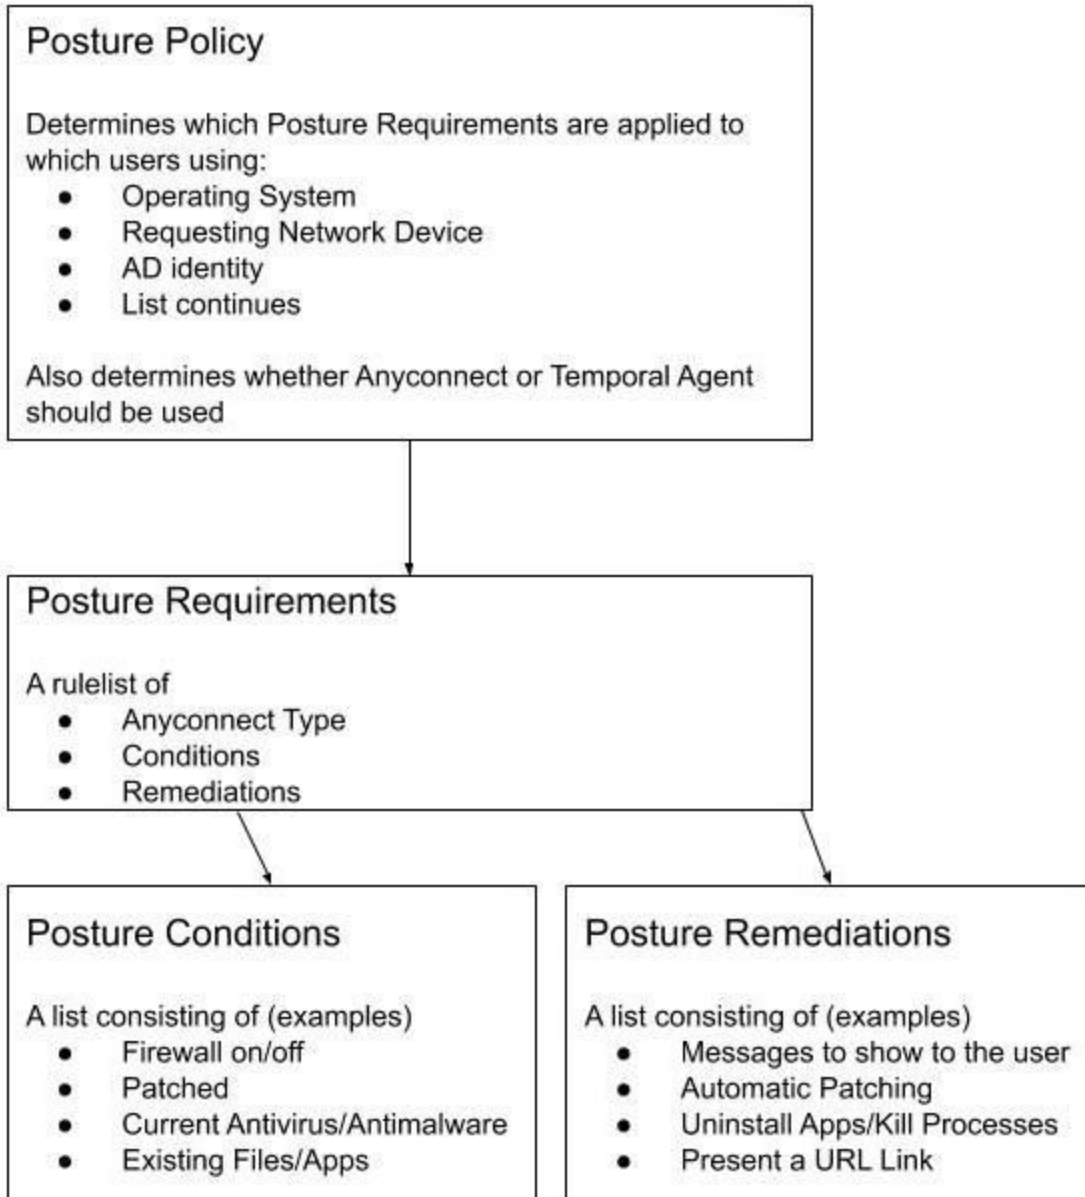 Posture Policy
Determines which Posture Requirements are applied to
which users using:
● Operating System
● Requesting Network Device
● AD identity
● List continues
Also determines whether Anyconnect or Temporal Agent
should be used
Posture Requirements
A rulelist of
● Anyconnect Type
● Conditions
● Remediations
Posture Conditions
A list consisting of (examples)
● Firewall on/off
● Patched
● Current Antivirus/Antimalware
● Existing Files/Apps
Posture Remediations
A list consisting of (examples)
● Messages to show to the user
● Automatic Patching
● Uninstall Apps/Kill Processes
● Present a URL Link